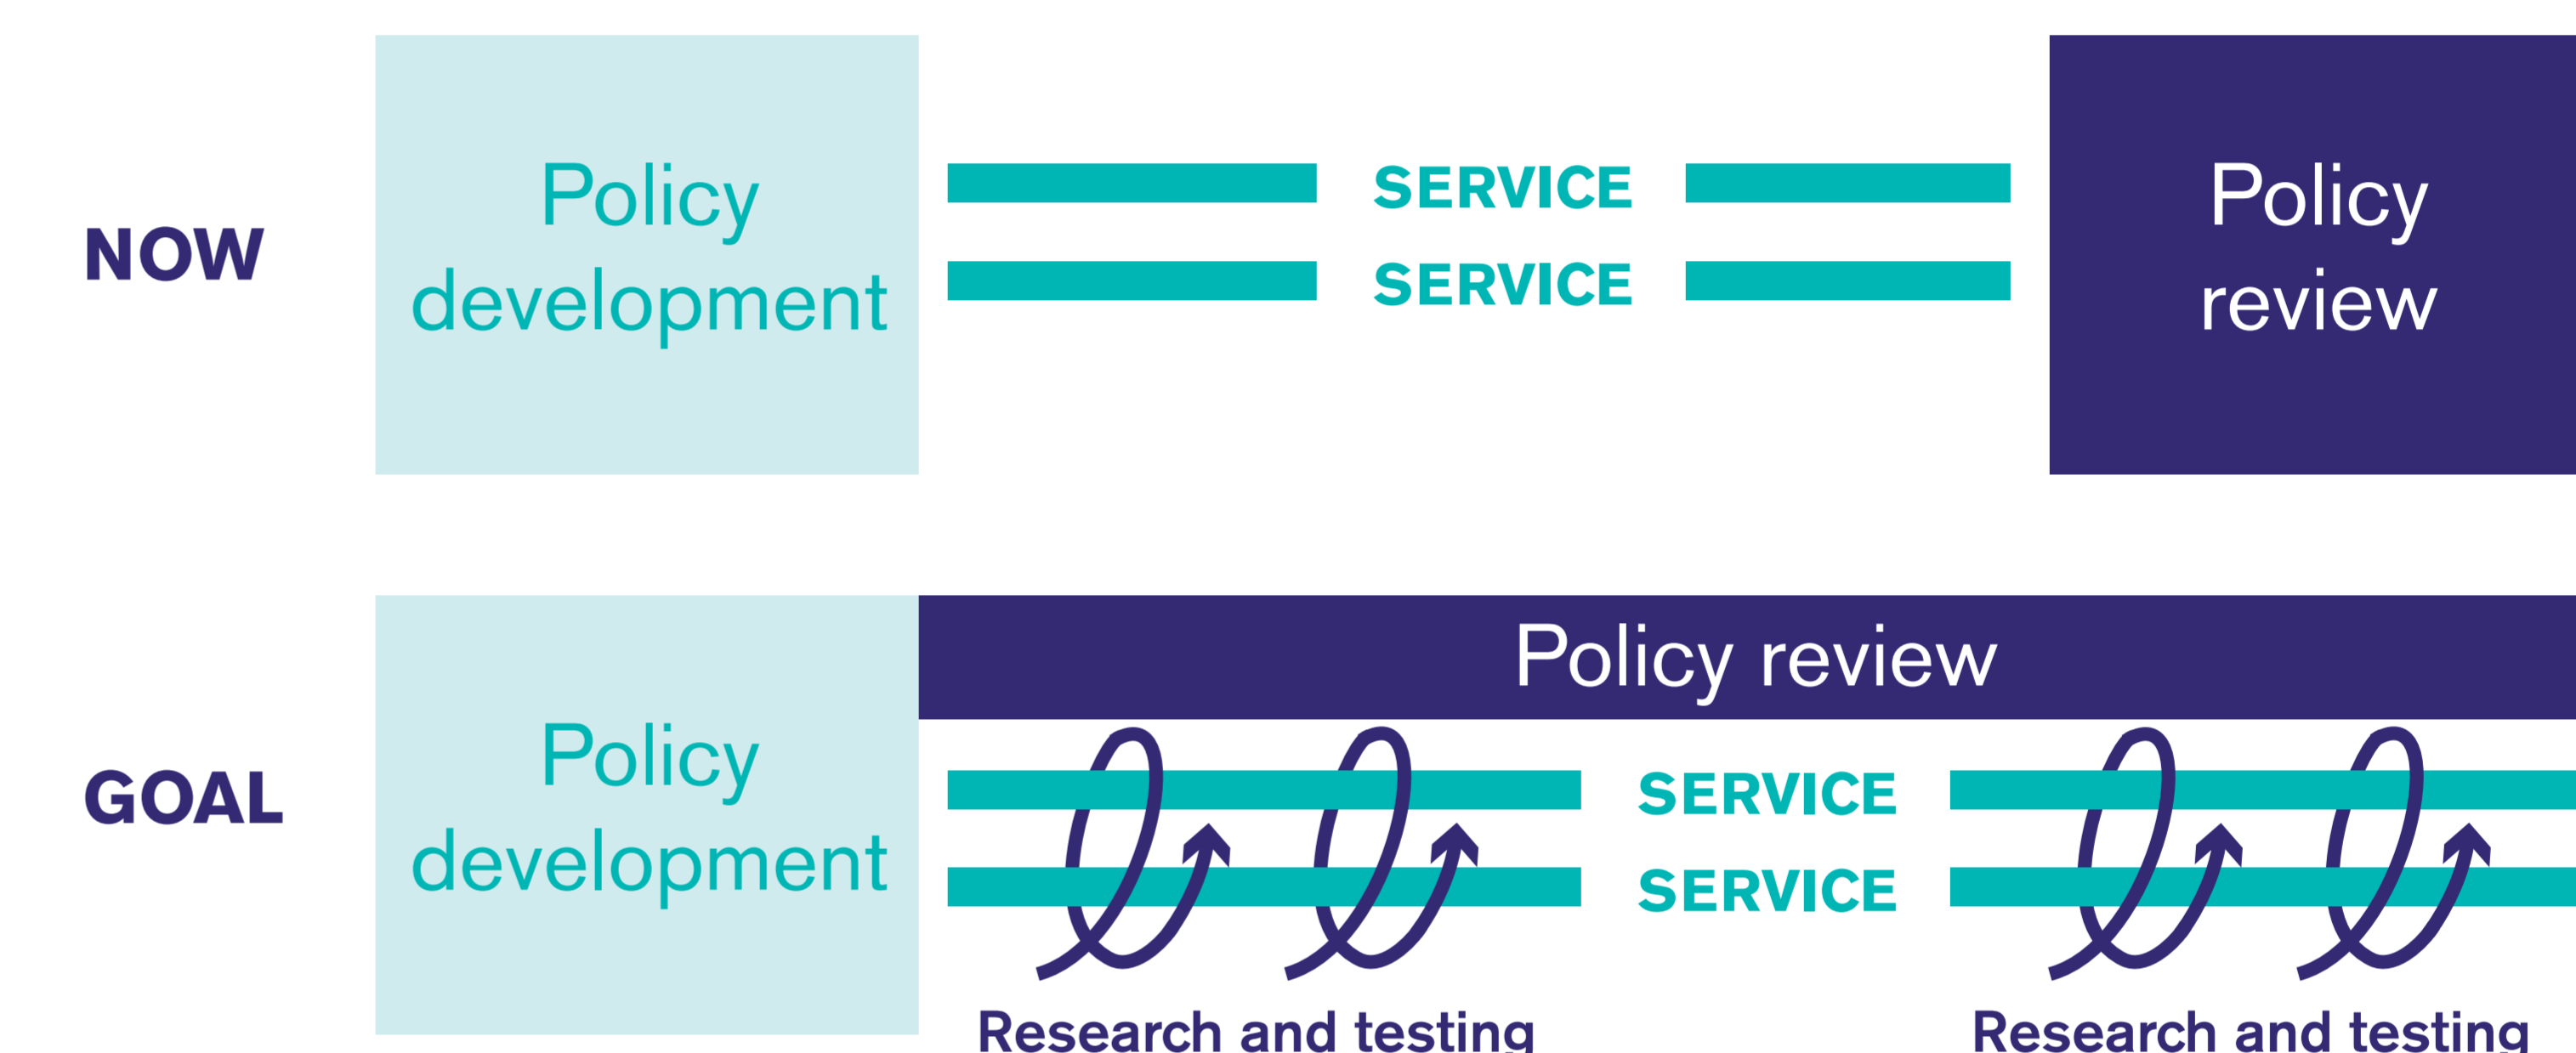 NOW
Policy
development
SERVICE
SERVICE
Policy
review
GOAL
Policy
development
Policy review
SERVICE
SERVICE
Research and testing
Research and testing